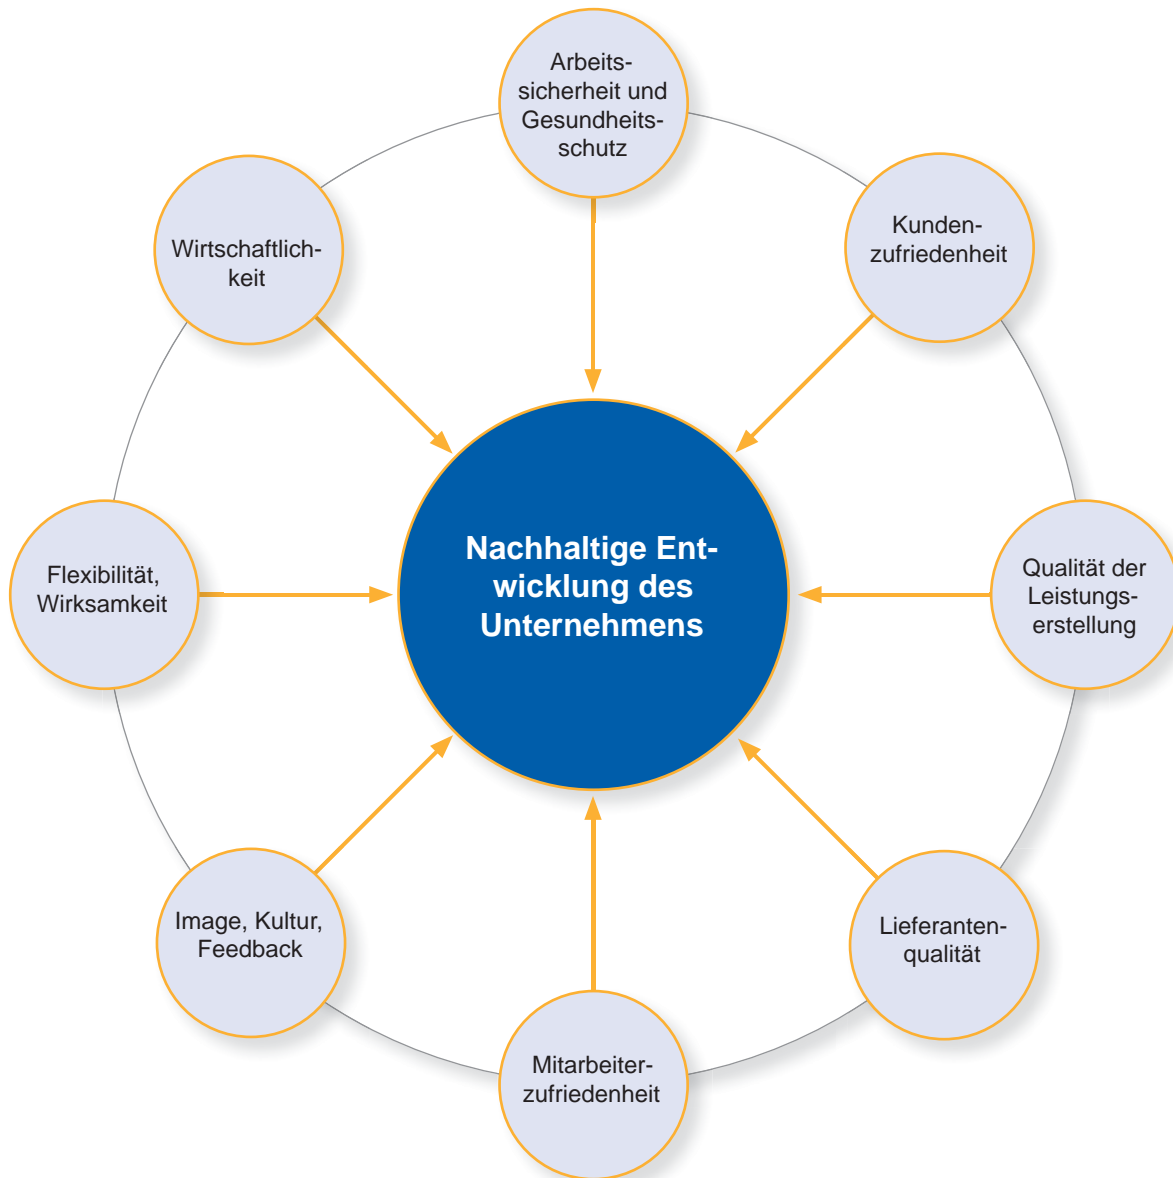 Arbeits-
sicherheit und
Gesundheits-
schutz
Kunden-
zufriedenheit
Wirtschaftlich-
keit
Nachhaltige Ent-
wicklung des
Unternehmens
Flexibilität,
Wirksamkeit
Qualität der
Leistungs-
erstellung
Image, Kultur,
Feedback
Lieferanten-
qualität
Mitarbeiter-
zufriedenheit